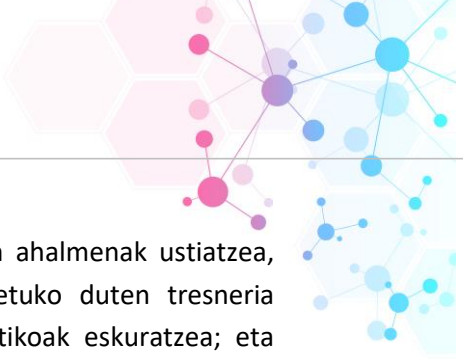 ahalmenak ustiatzea,
etuko duten tresneria
tikoak eskuratzea; eta